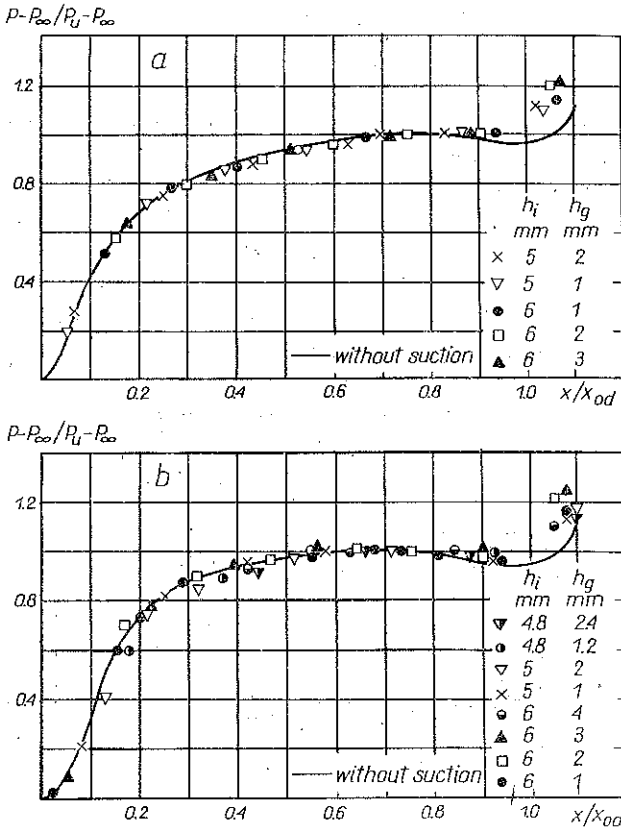 P-P∞/Pu-P∞
a
1.2
0.8
0.4
hi hg
mm mm
× 5 2
▽ 5 1
6 1
□ 6 2
▲ 6 3
without suction
0.2 0.4 0.6 0.8 1.0 x/xod
P-P∞/Pu-P∞
b
1.2
0.8
0.4
hi hg
mm mm
4.8 2.4
4.8 1.2
▽ 5 2
× 5 1
6 4
▲ 6 3
□ 6 2
6 1
without suction
0.2 0.4 0.6 0.8 1.0 x/xod